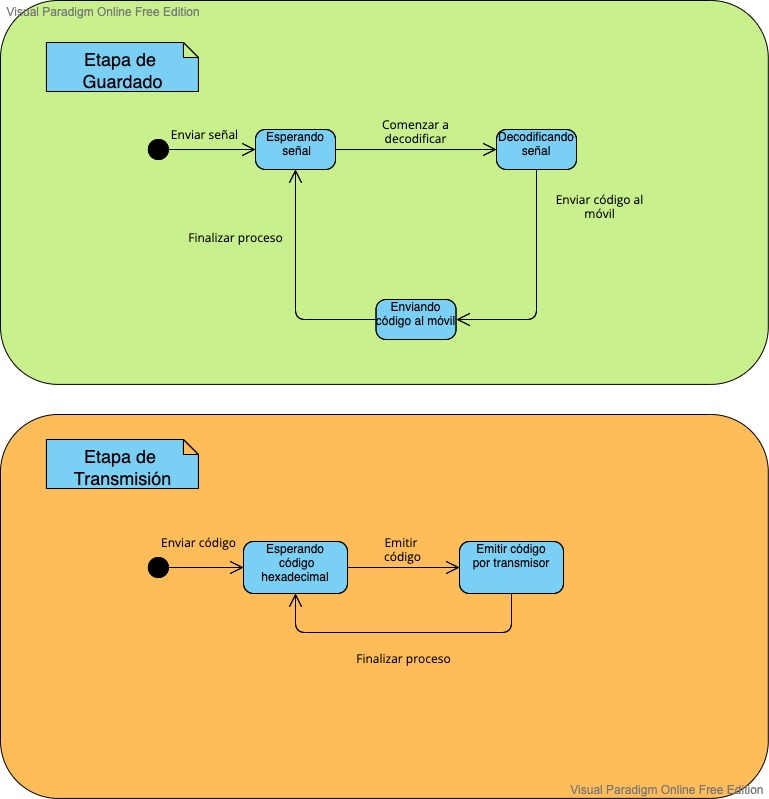 Visual Paradigm Online Free Edition
Etapa de
Guardado
Enviar señal
Esperando
señal
Comenzar a
decodificar
Decodificando
señal
Enviar código al
móvil
Finalizar proceso
Enviando
código al móvil
Etapa de
Transmisión
Enviar código
Esperando
código
hexadecimal
Emitir
código
Emitir código
por transmisor
Finalizar proceso
Visual Paradigm Online Free Edition